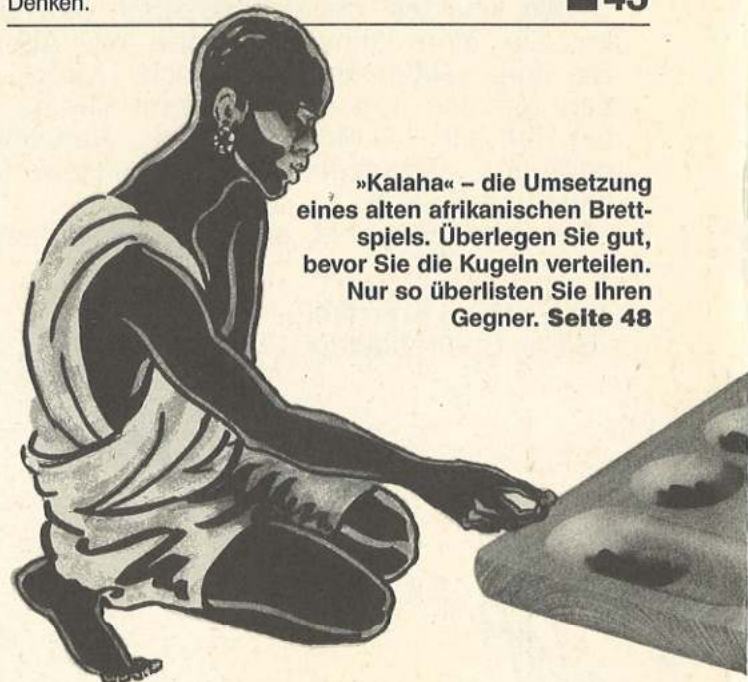 Denken.
■ 45
»Kalaha« – die Umsetzung
eines alten afrikanischen Brett-
spiels. Überlegen Sie gut,
bevor Sie die Kugeln verteilen.
Nur so überlisten Sie Ihren
Gegner. Seite 48